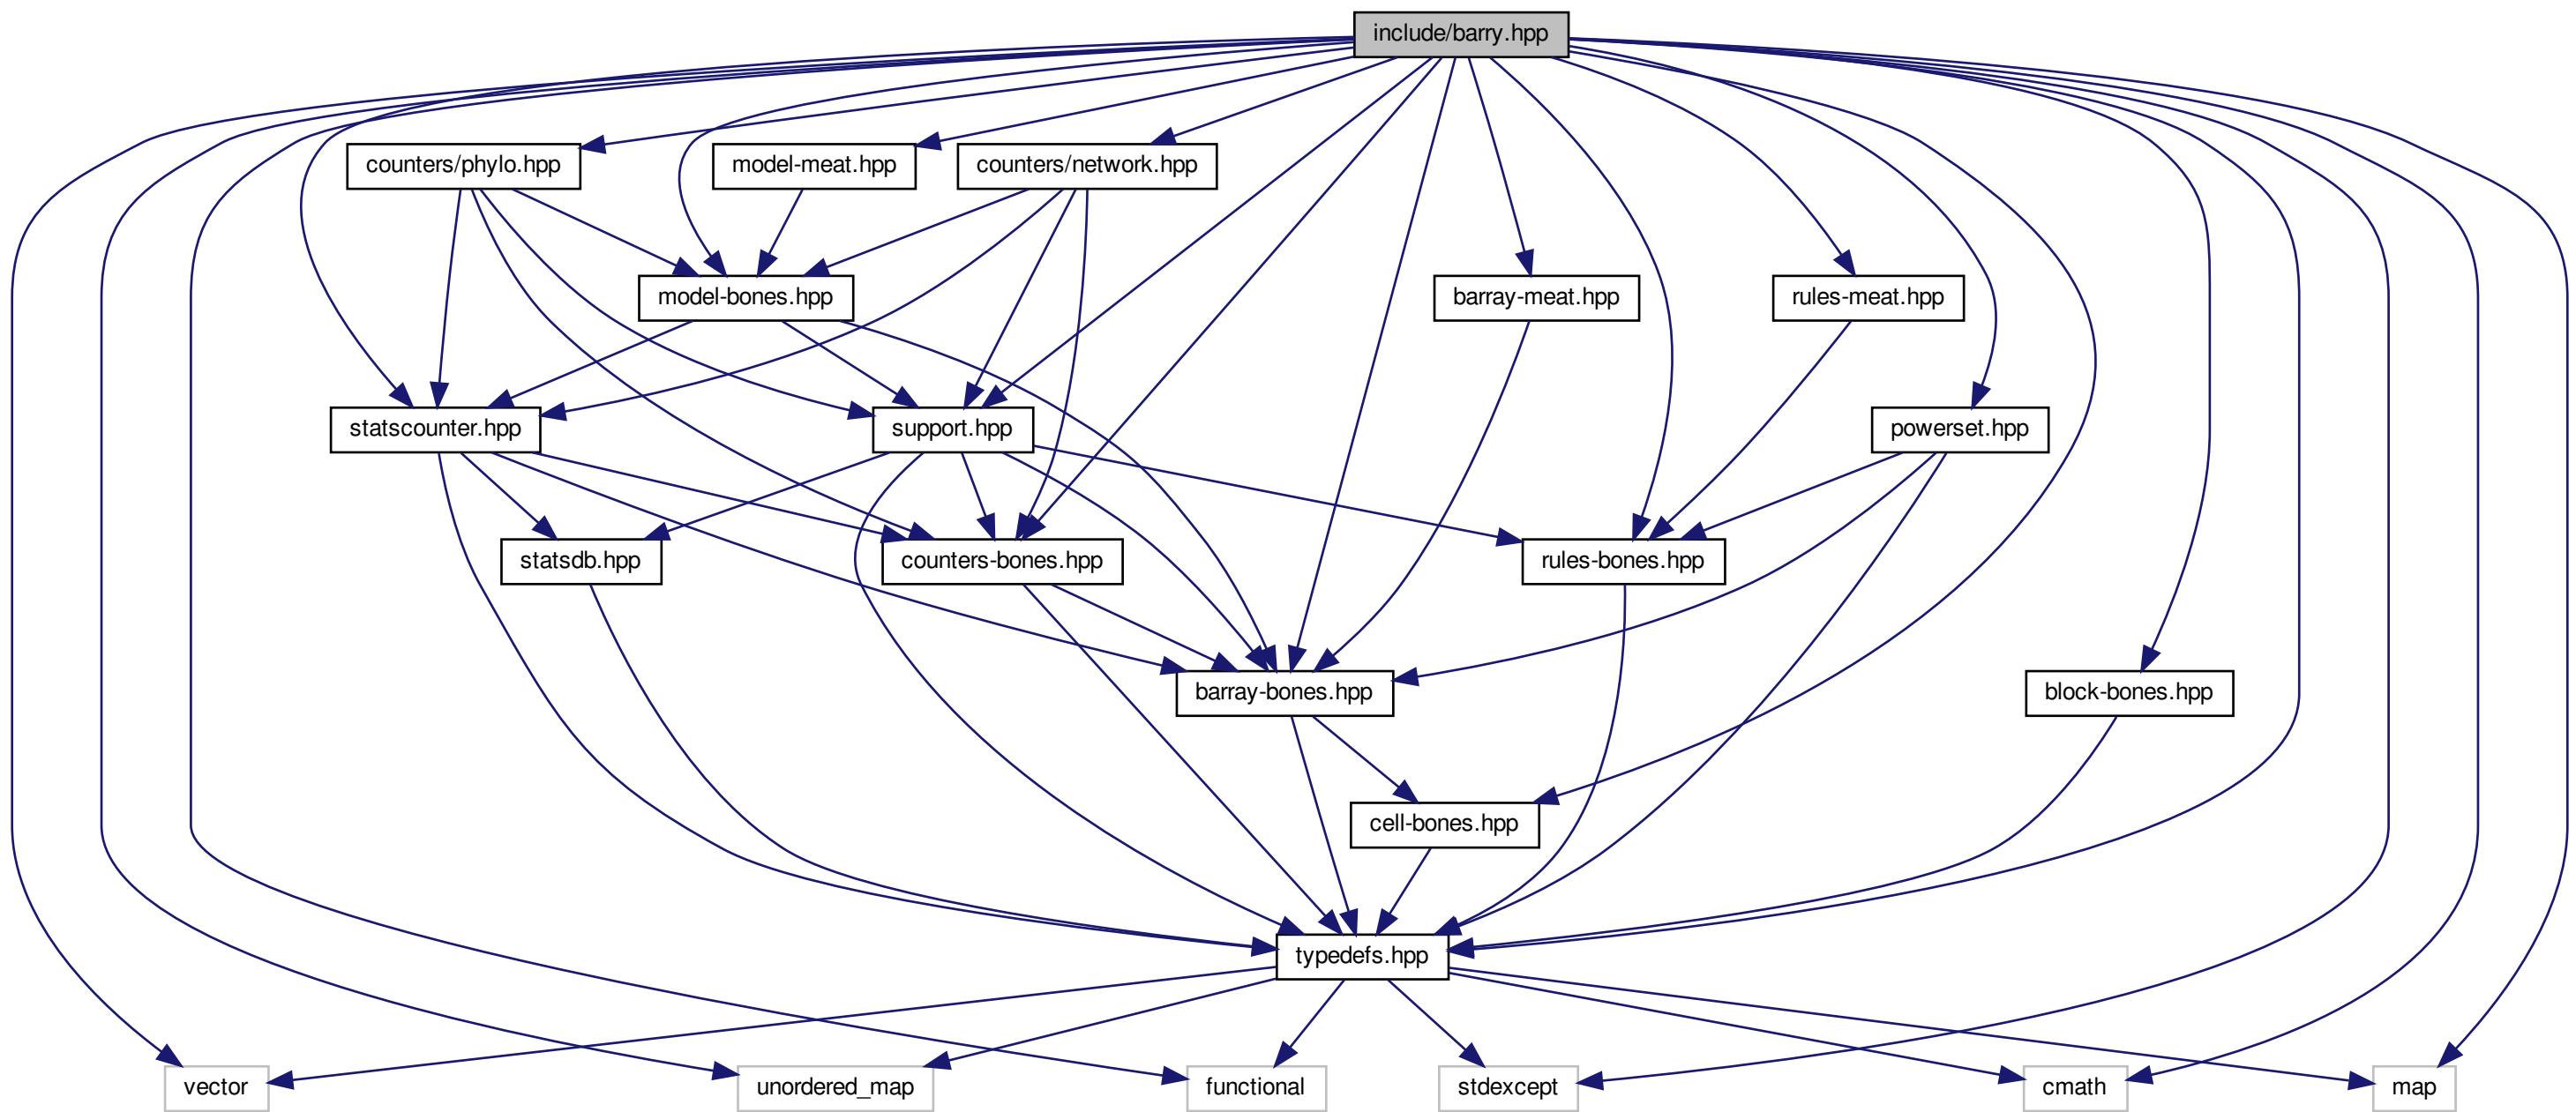 include/barry.hpp
counters/phylo.hpp
model-meat.hpp
counters/network.hpp
model-bones.hpp
barray-meat.hpp
rules-meat.hpp
statscounter.hpp
support.hpp
powerset.hpp
statsdb.hpp
counters-bones.hpp
rules-bones.hpp
barray-bones.hpp
block-bones.hpp
cell-bones.hpp
typedefs.hpp
vector
unordered_map
functional
stdexcept
cmath
map